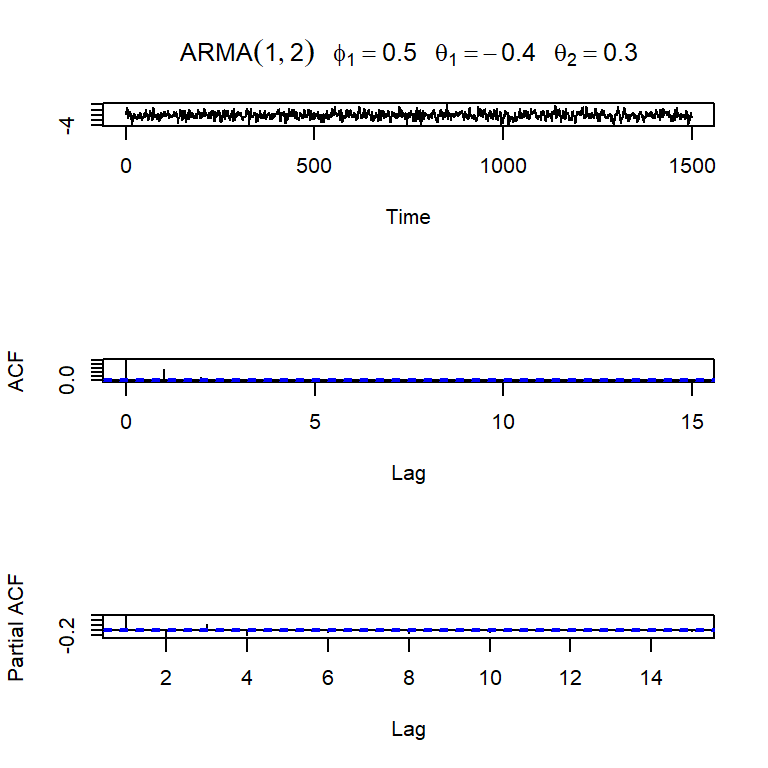 ARMA(1, 2) ϕ1 = 0.5 θ1 = −0.4 θ2 = 0.3
-4
0 500 1000 1500
Time
ACF
0.0
0 5 10 15
Lag
Partial ACF
-0.2
2 4 6 8 10 12 14
Lag